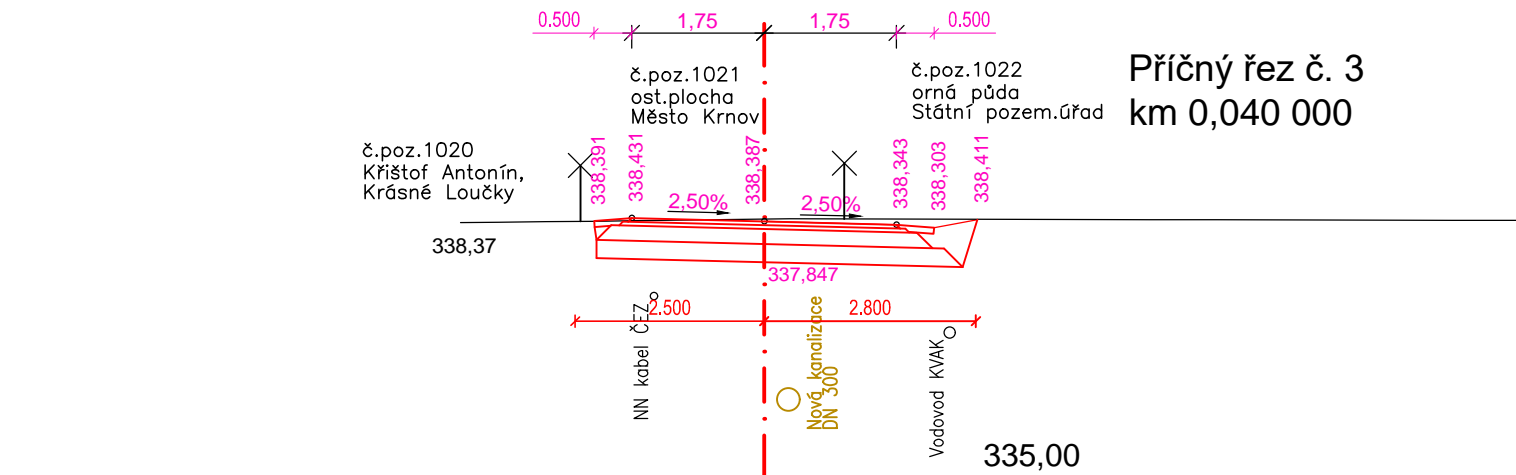 0.500
1,75
1,75
0.500
Příčný řez č. 3
km 0,040 000
č.poz.1021
ost.plocha
Město Krnov
č.poz.1022
orná půda
Státní pozem.úřad
č.poz.1020
Křištof Antonín,
Krásné Loučky
338,391
338,431
338,387
338,343
338,303
338,411
2,50%
2,50%
338,37
337,847
2.500
2.800
NN kabel ČEZ
Nová kanalizace
DN 300
Vodovod KVAK
335,00